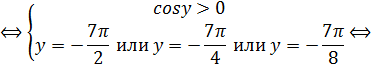 ⇔ { cosy > 0
y = −7π/2 или y = −7π/4 или y = −7π/8 ⇔